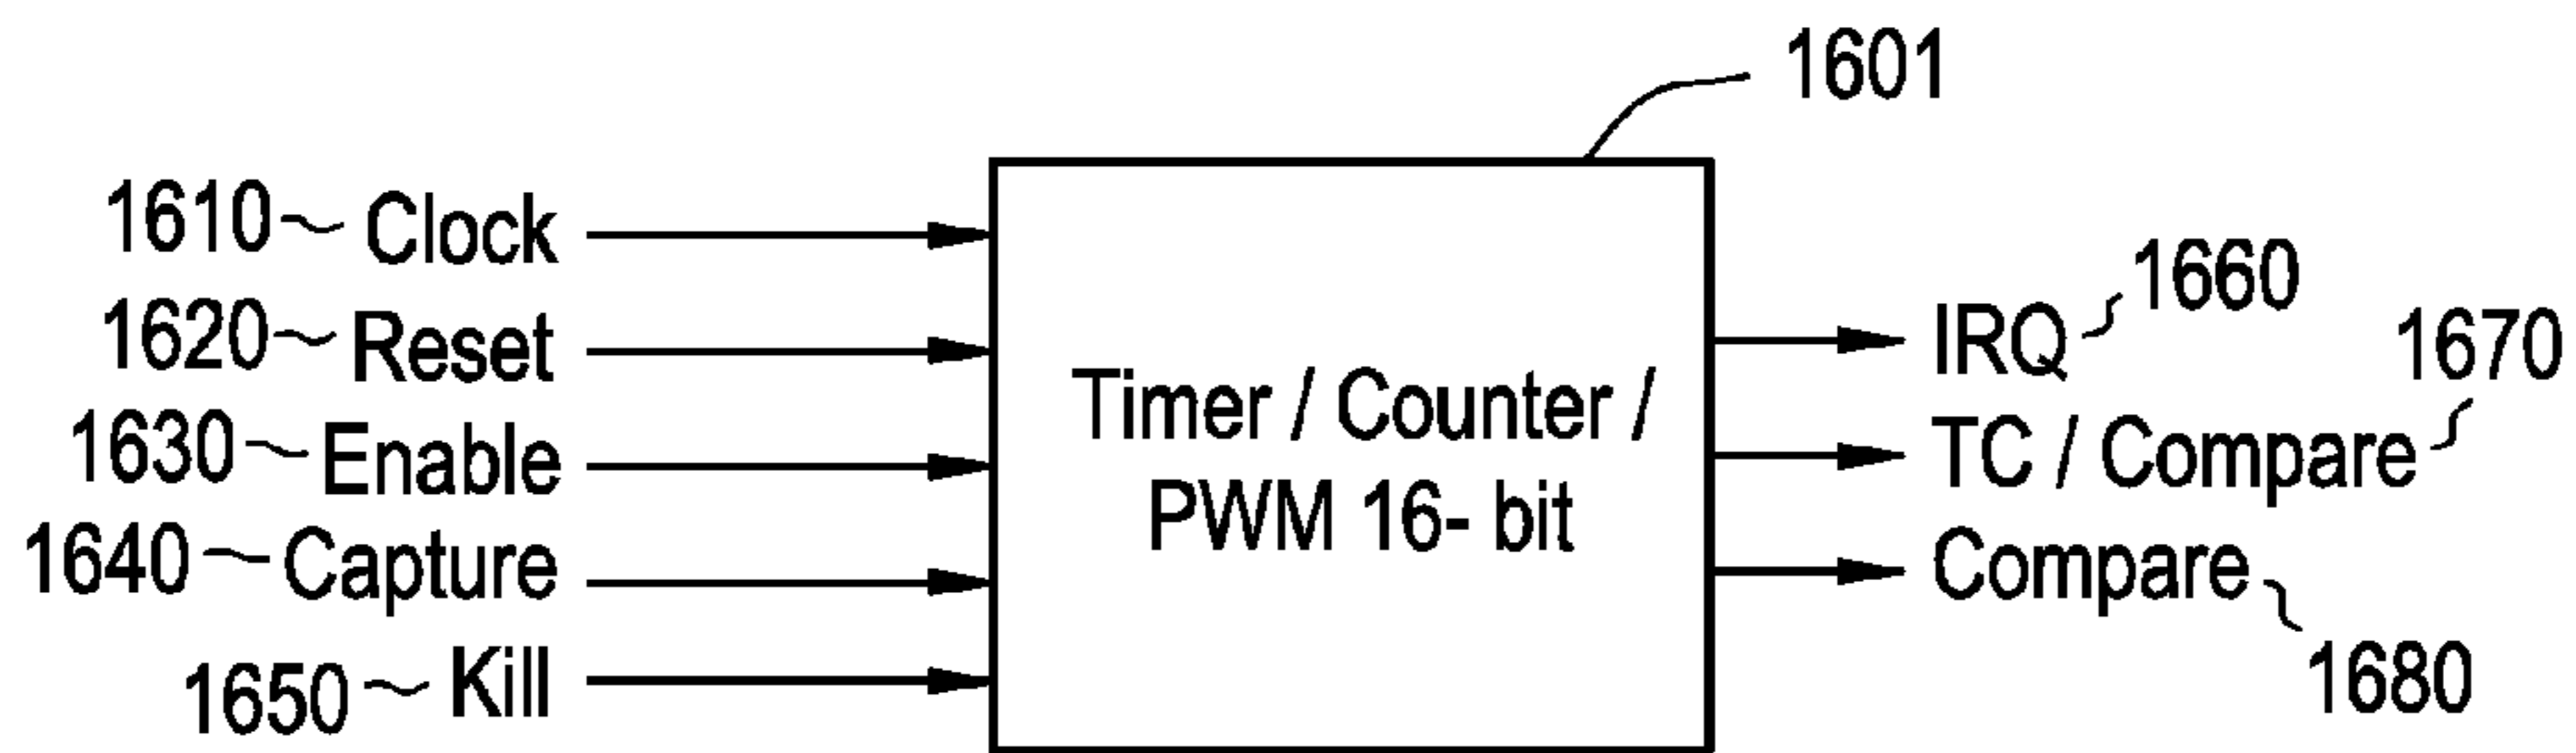 1601
1610 Clock
1620 Reset
1630 Enable
1640 Capture
1650 Kill
Timer / Counter /
PWM 16- bit
IRQ 1660
TC / Compare 1670
Compare 1680